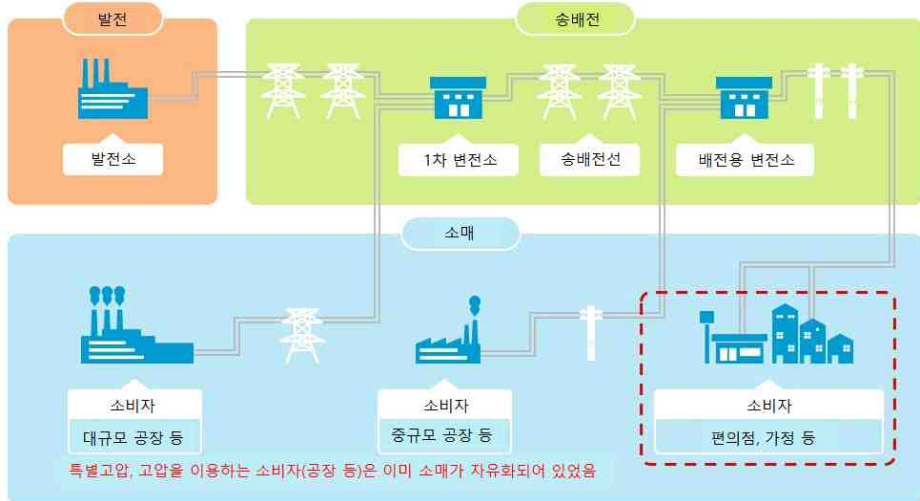 발전
송배전
발전소
1차 변전소
송배전선
배전용 변전소
소매
소비자
대규모 공장 등
소비자
중규모 공장 등
소비자
편의점, 가정 등
특별고압, 고압을 이용하는 소비자(공장 등)은 이미 소매가 자유화되어 있었음